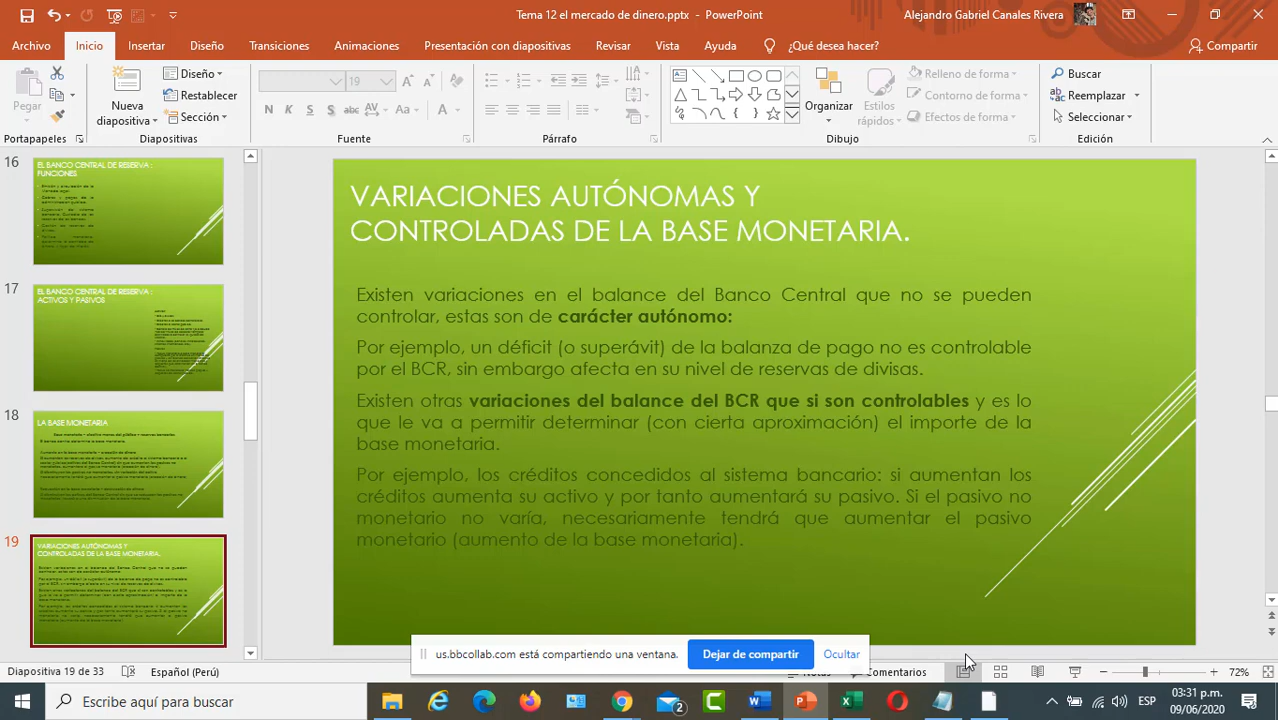 Tema 12 el mercado de dinero.pptx - PowerPoint
Alejandro Gabriel Canales Rivera
Archivo Inicio Insertar Diseño Transiciones Animaciones Presentación con diapositivas Revisar Vista Ayuda ¿Qué desea hacer? Compartir
Pegar
Nueva diapositiva
Diseño
Restablecer
Sección
19
N K S S abc AV Aa A
Organizar
Estilos rápidos
Relleno de forma
Contorno de forma
Efectos de forma
Buscar
Reemplazar
Seleccionar
Portapapeles Diapositivas Fuente Párrafo Dibujo Edición
16
EL BANCO CENTRAL DE RESERVA :
FUNCIONES
17
EL BANCO CENTRAL DE RESERVA :
ACTIVOS Y PASIVOS
18
LA BASE MONETARIA
19
VARIACIONES AUTÓNOMAS Y
CONTROLADAS DE LA BASE MONETARIA.
VARIACIONES AUTÓNOMAS Y
CONTROLADAS DE LA BASE MONETARIA.
Existen variaciones en el balance del Banco Central que no se pueden
controlar, estas son de carácter autónomo:
Por ejemplo, un déficit (o superávit) de la balanza de pago no es controlable
por el BCR, sin embargo afecta en su nivel de reservas de divisas.
Existen otras variaciones del balance del BCR que si son controlables y es lo
que le va a permitir determinar (con cierta aproximación) el importe de la
base monetaria.
Por ejemplo, los créditos concedidos al sistema bancario: si aumentan los
créditos aumenta su activo y por tanto aumentará su pasivo. Si el pasivo no
monetario no varía, necesariamente tendrá que aumentar el pasivo
monetario (aumento de la base monetaria).
us.bbcollab.com está compartiendo una ventana. Dejar de compartir Ocultar
Diapositiva 19 de 33 Español (Perú) Notas Comentarios 72%
Escribe aquí para buscar
2
ESP
03:31 p.m.
09/06/2020